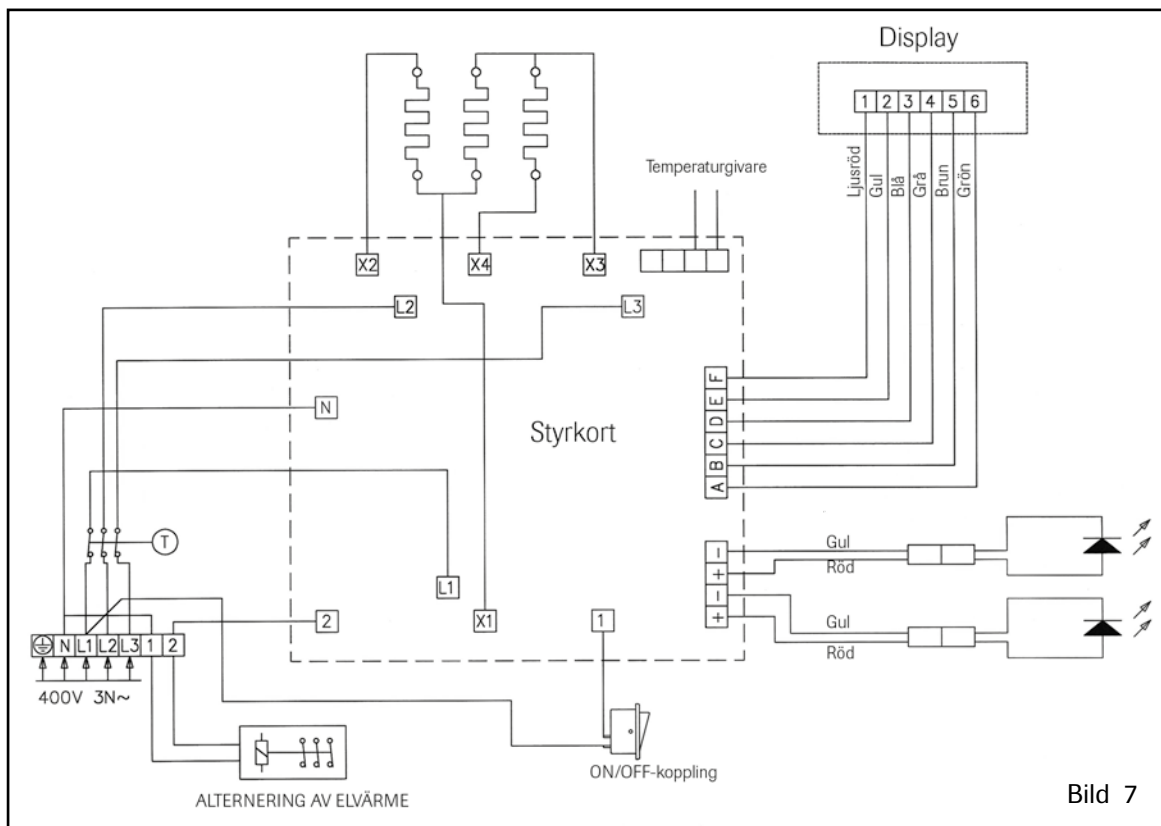 Display
1 2 3 4 5 6
Ljusröd
Gul
Blå
Grå
Brun
Grön
Temperaturgivare
X2 X4 X3
L2 L3
N
Styrkort
F
E
D
C
B
A
T
L1
2 X1 1
−
+
−
+
Gul
Röd
Gul
Röd
N L1 L2 L3 1 2
400V 3N~
ON/OFF-koppling
ALTERNERING AV ELVÄRME
Bild 7